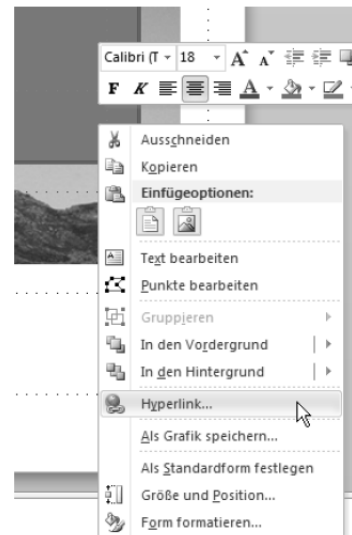 Calibri (T 18 A A
F K A
Ausschneiden
Kopieren
Einfügeoptionen:
Text bearbeiten
Punkte bearbeiten
Gruppieren
In den Vordergrund
In den Hintergrund
Hyperlink...
Als Grafik speichern...
Als Standardform festlegen
Größe und Position...
Form formatieren...